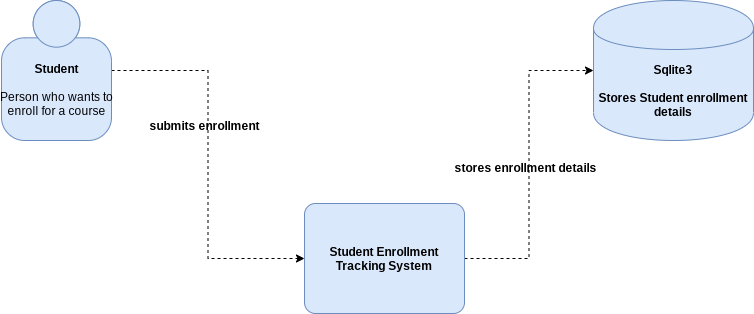 Student
Person who wants to
enroll for a course
submits enrollment
Sqlite3
Stores Student enrollment
details
stores enrollment details
Student Enrollment
Tracking System